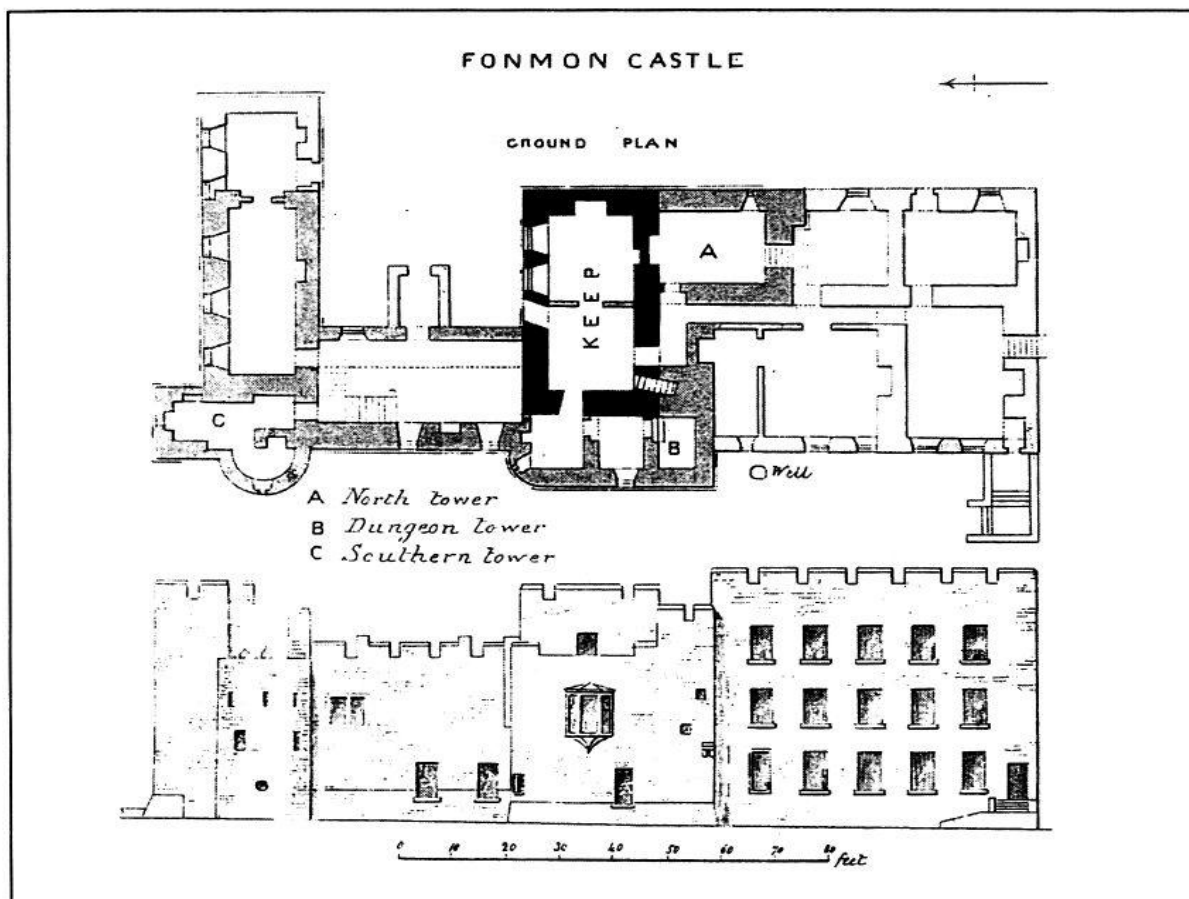 FONMON CASTLE
GROUND PLAN
KEEP
A
B
C
Well
A North tower
B Dungeon tower
C Southern tower
0 10 20 30 40 50 60 70 80 feet